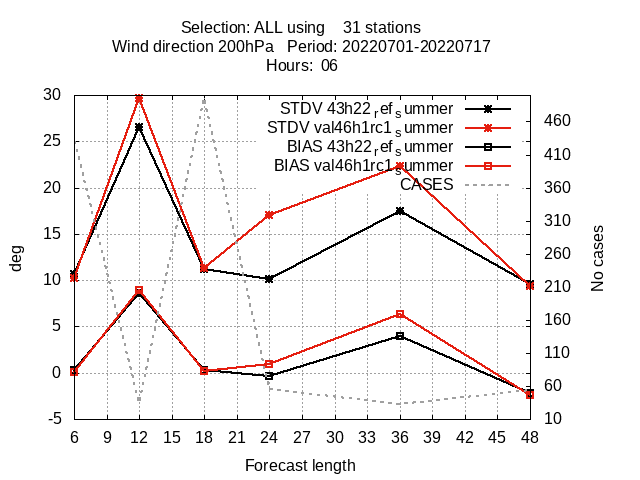 Selection: ALL using    31 stations
Wind direction 200hPa   Period: 20220701-20220717
Hours:  06
STDV 43h22_ref_summer
STDV val46h1rc1_summer
BIAS 43h22_ref_summer
BIAS val46h1rc1_summer
CASES
30
25
20
15
10
5
0
-5
deg
460
410
360
310
260
210
160
110
60
10
No cases
6 9 12 15 18 21 24 27 30 33 36 39 42 45 48
Forecast length